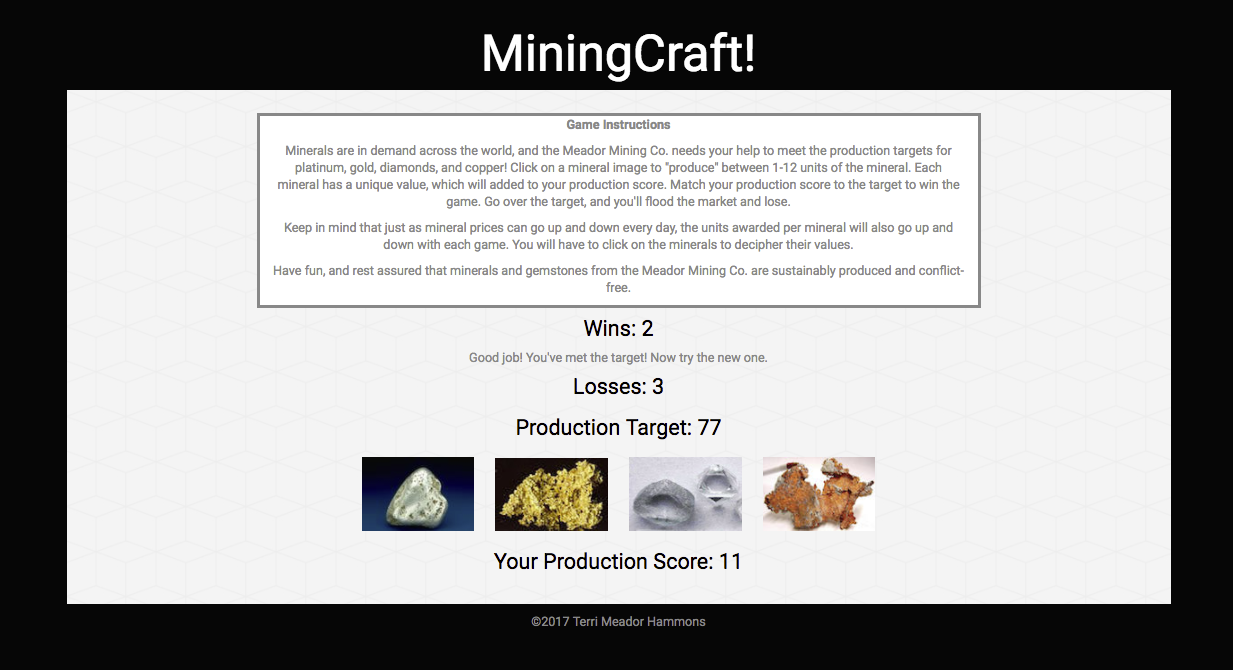 MiningCraft!
Game Instructions
Minerals are in demand across the world, and the Meador Mining Co. needs your help to meet the production targets for
platinum, gold, diamonds, and copper! Click on a mineral image to "produce" between 1-12 units of the mineral. Each
mineral has a unique value, which will added to your production score. Match your production score to the target to win the
game. Go over the target, and you'll flood the market and lose.
Keep in mind that just as mineral prices can go up and down every day, the units awarded per mineral will also go up and
down with each game. You will have to click on the minerals to decipher their values.
Have fun, and rest assured that minerals and gemstones from the Meador Mining Co. are sustainably produced and conflict-
free.
Wins: 2
Good job! You've met the target! Now try the new one.
Losses: 3
Production Target: 77
Your Production Score: 11
©2017 Terri Meador Hammons